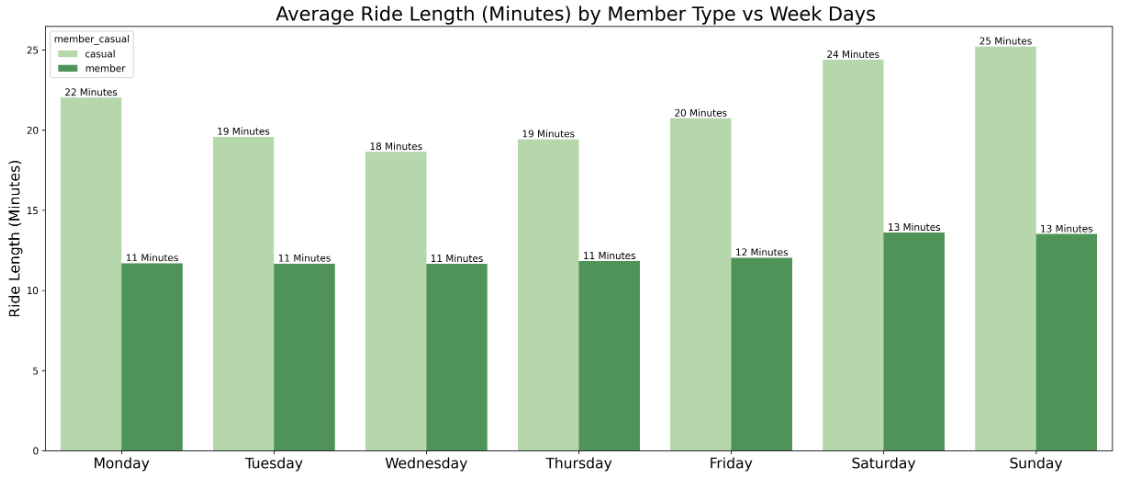 Average Ride Length (Minutes) by Member Type vs Week Days
member_casual
casual
member
Ride Length (Minutes)
25
20
15
10
5
0
22 Minutes
11 Minutes
19 Minutes
11 Minutes
18 Minutes
11 Minutes
19 Minutes
11 Minutes
20 Minutes
12 Minutes
24 Minutes
13 Minutes
25 Minutes
13 Minutes
Monday
Tuesday
Wednesday
Thursday
Friday
Saturday
Sunday